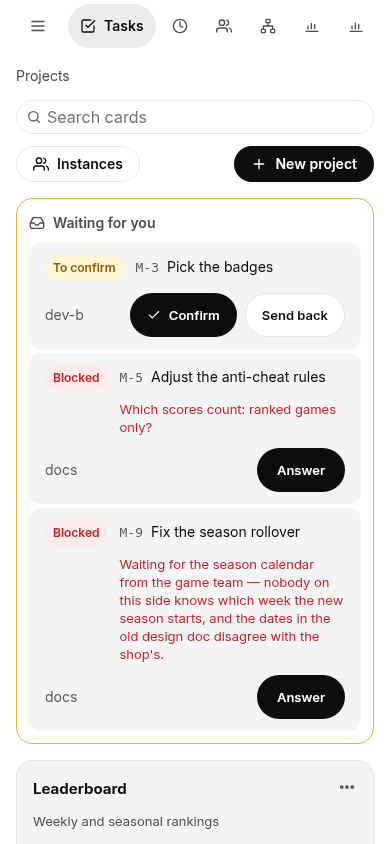 Tasks
Projects
Search cards
Instances
New project
Waiting for you
To confirm M-3 Pick the badges
dev-b Confirm Send back
Blocked M-5 Adjust the anti-cheat rules
Which scores count: ranked games
only?
docs Answer
Blocked M-9 Fix the season rollover
Waiting for the season calendar
from the game team — nobody on
this side knows which week the new
season starts, and the dates in the
old design doc disagree with the
shop's.
docs Answer
Leaderboard
Weekly and seasonal rankings